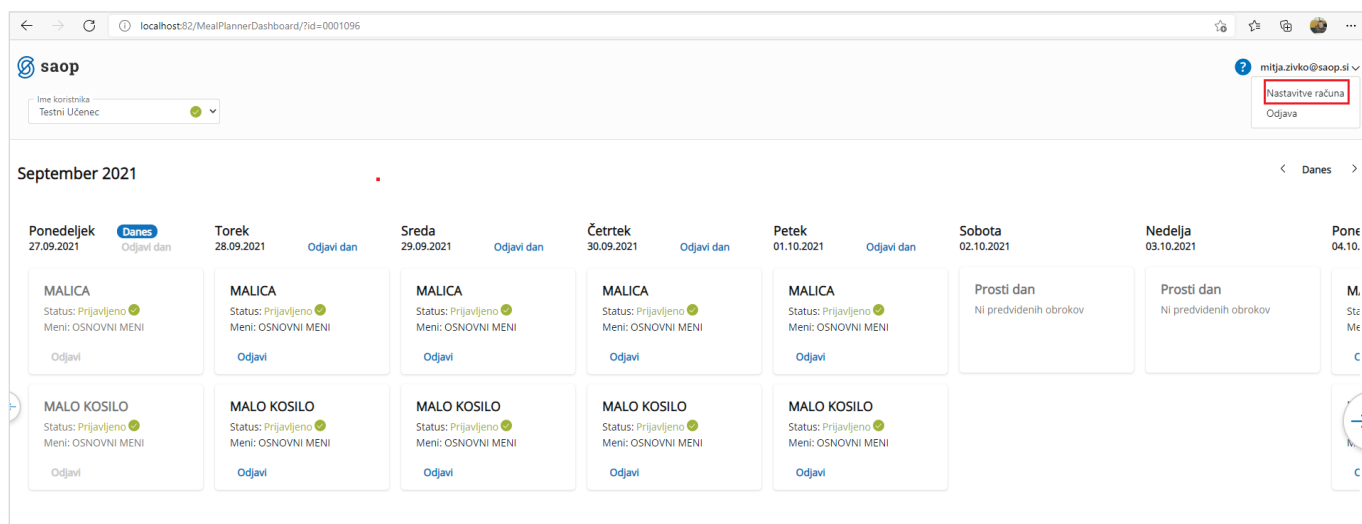 localhost:82/MealPlannerDashboard/?id=0001096
saop
? mitja.zivko@saop.si
Nastavitve računa
Odjava
Ime koristnika
Testni Učenec
September 2021
Danes
Ponedeljek Danes Torek Sreda Četrtek Petek Sobota Nedelja Pone
27.09.2021 Odjavi dan 28.09.2021 Odjavi dan 29.09.2021 Odjavi dan 30.09.2021 Odjavi dan 01.10.2021 Odjavi dan 02.10.2021 03.10.2021 04.10.
MALICA MALICA MALICA MALICA MALICA Prosti dan Prosti dan M
Status: Prijavljeno Status: Prijavljeno Status: Prijavljeno Status: Prijavljeno Status: Prijavljeno Ni predvidenih obrokov Ni predvidenih obrokov Sta
Meni: OSNOVNI MENI Meni: OSNOVNI MENI Meni: OSNOVNI MENI Meni: OSNOVNI MENI Meni: OSNOVNI MENI Me
Odjavi Odjavi Odjavi Odjavi Odjavi
MALO KOSILO MALO KOSILO MALO KOSILO MALO KOSILO MALO KOSILO
Status: Prijavljeno Status: Prijavljeno Status: Prijavljeno Status: Prijavljeno Status: Prijavljeno
Meni: OSNOVNI MENI Meni: OSNOVNI MENI Meni: OSNOVNI MENI Meni: OSNOVNI MENI Meni: OSNOVNI MENI
Odjavi Odjavi Odjavi Odjavi Odjavi